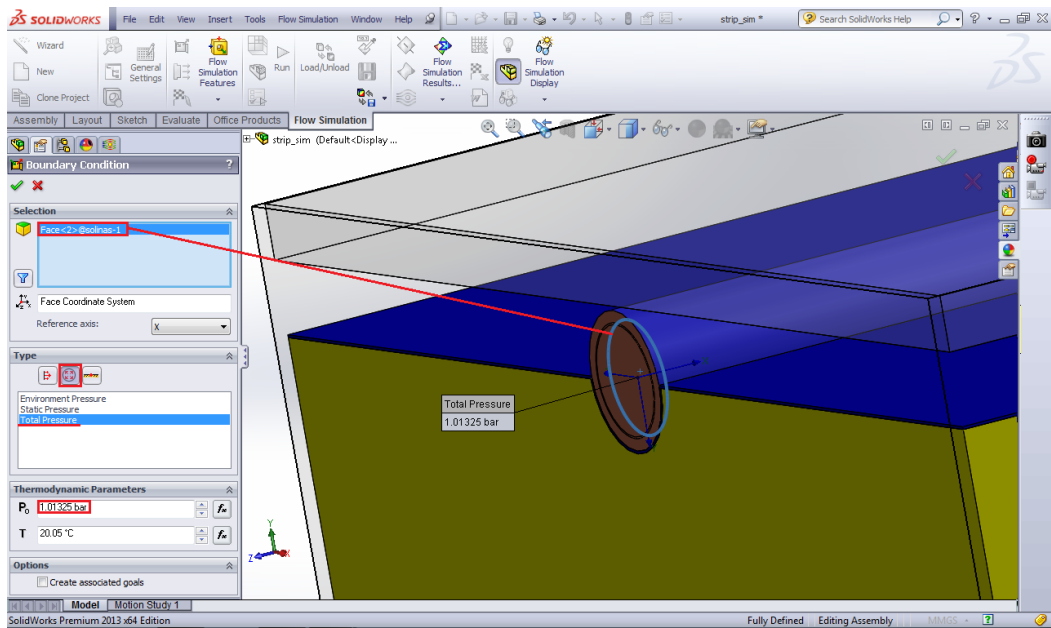 SOLIDWORKS File Edit View Insert Tools Flow Simulation Window Help strip_sim * Search SolidWorks Help ?
Wizard
New
Clone Project
General Settings
Flow Simulation Features
Run
Load/Unload
Flow Simulation Results...
Flow Simulation Display
Assembly Layout Sketch Evaluate Office Products Flow Simulation
strip_sim (Default<Display ...
Boundary Condition ?
Selection
Face<2>@solinas-1
Face Coordinate System
Reference axis: X
Type
Environment Pressure
Static Pressure
Total Pressure
Total Pressure
1.01325 bar
Thermodynamic Parameters
P0 1.01325 bar
T 20.05 °C
Options
Create associated goals
Y
Z
X
Model Motion Study 1
SolidWorks Premium 2013 x64 Edition Fully Defined Editing Assembly MMGS - ?